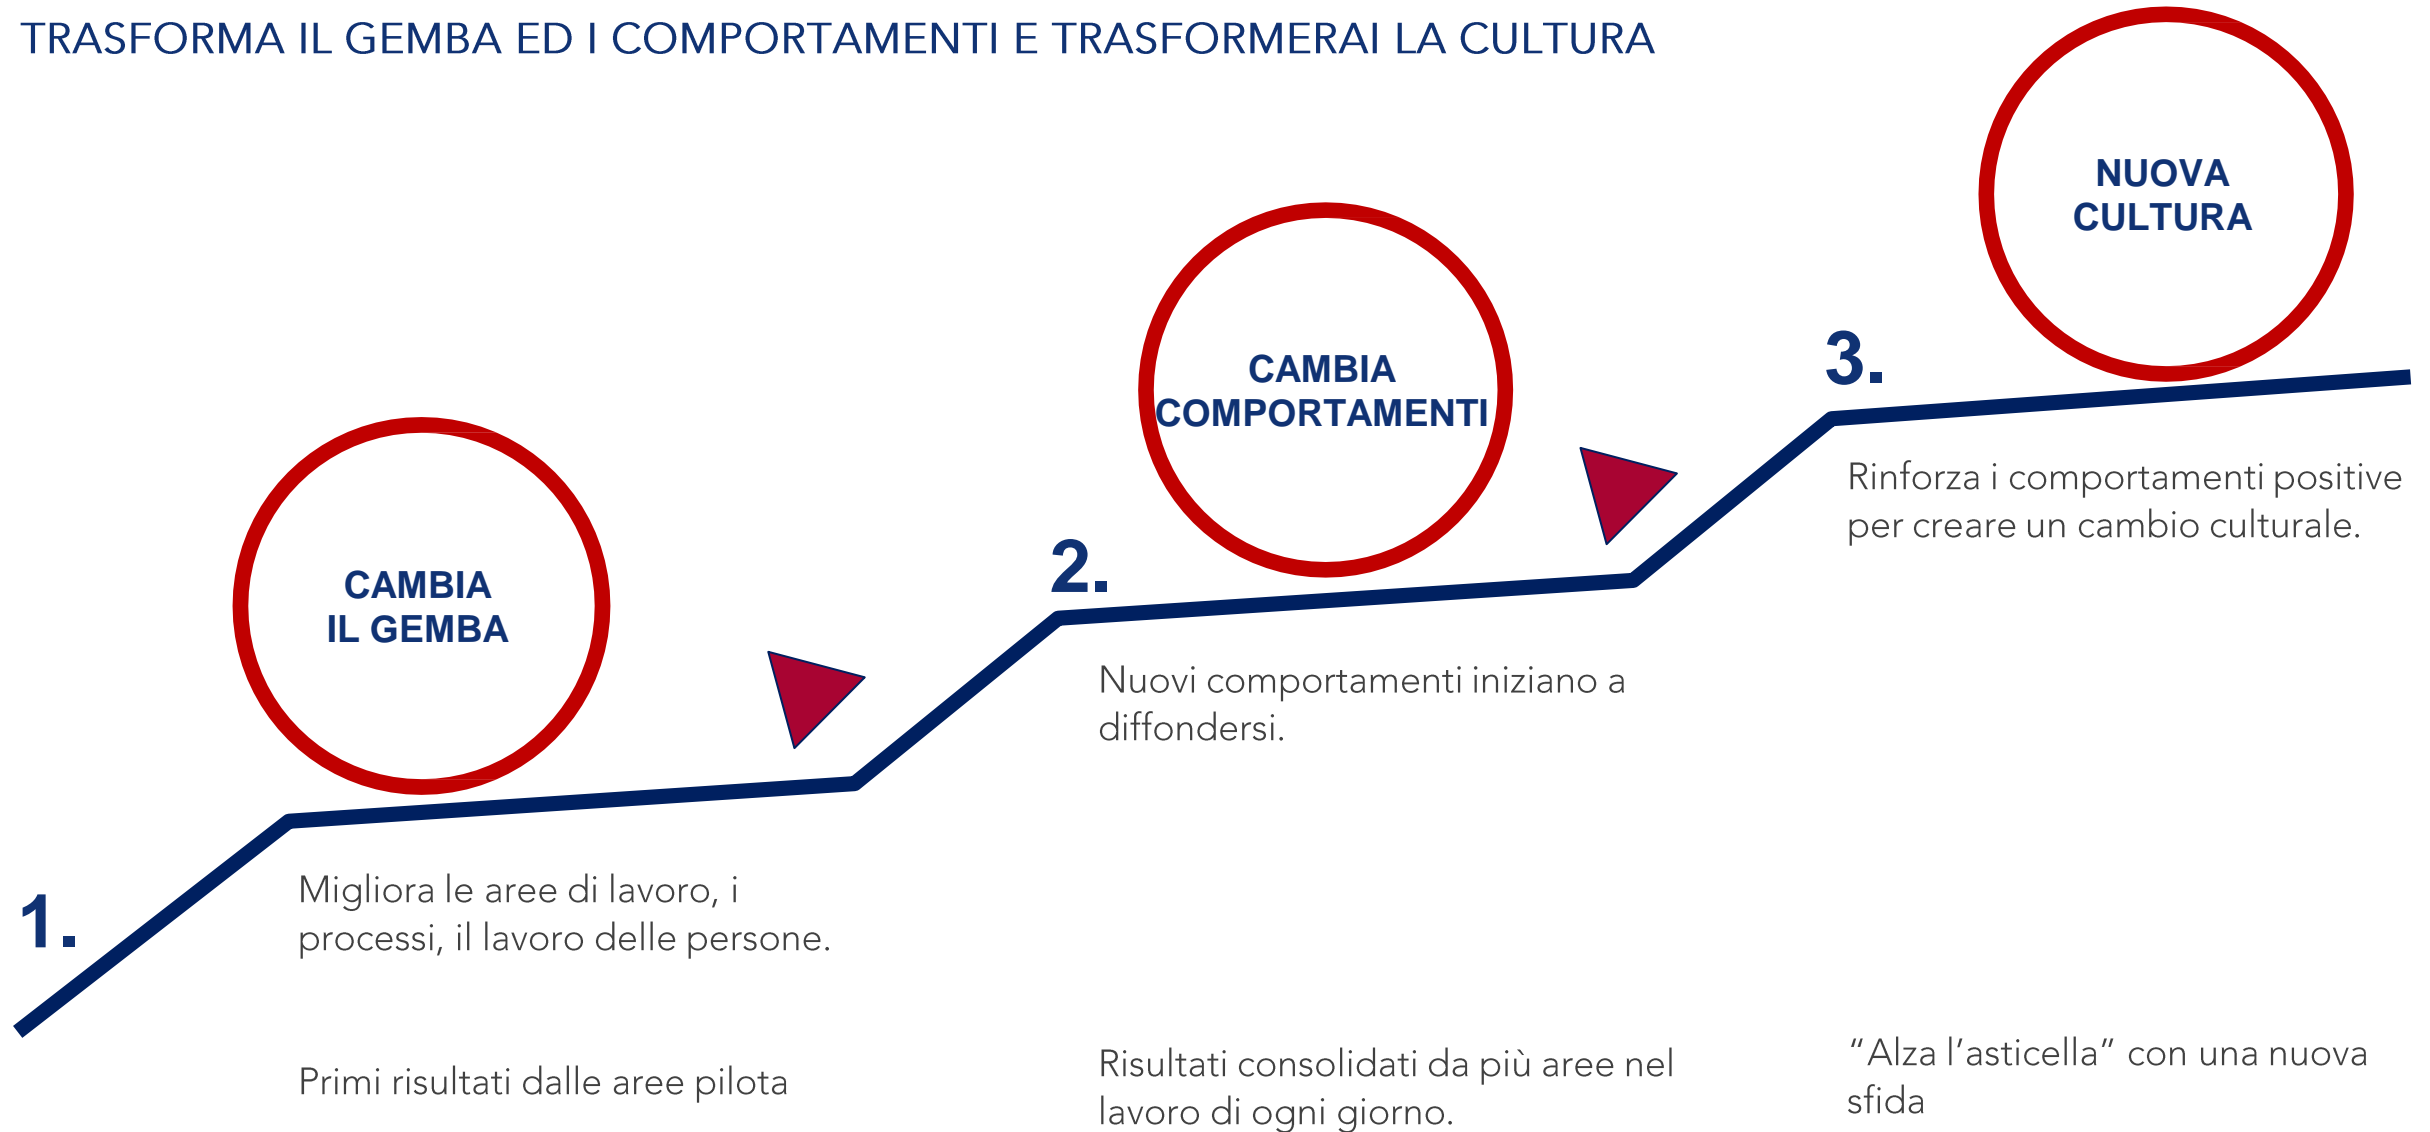 TRASFORMA IL GEMBA ED I COMPORTAMENTI E TRASFORMERAI LA CULTURA
1.
CAMBIA
IL GEMBA
Migliora le aree di lavoro, i
processi, il lavoro delle persone.
Primi risultati dalle aree pilota
2.
CAMBIA
COMPORTAMENTI
Nuovi comportamenti iniziano a
diffondersi.
Risultati consolidati da più aree nel
lavoro di ogni giorno.
3.
NUOVA
CULTURA
Rinforza i comportamenti positive
per creare un cambio culturale.
“Alza l’asticella” con una nuova
sfida